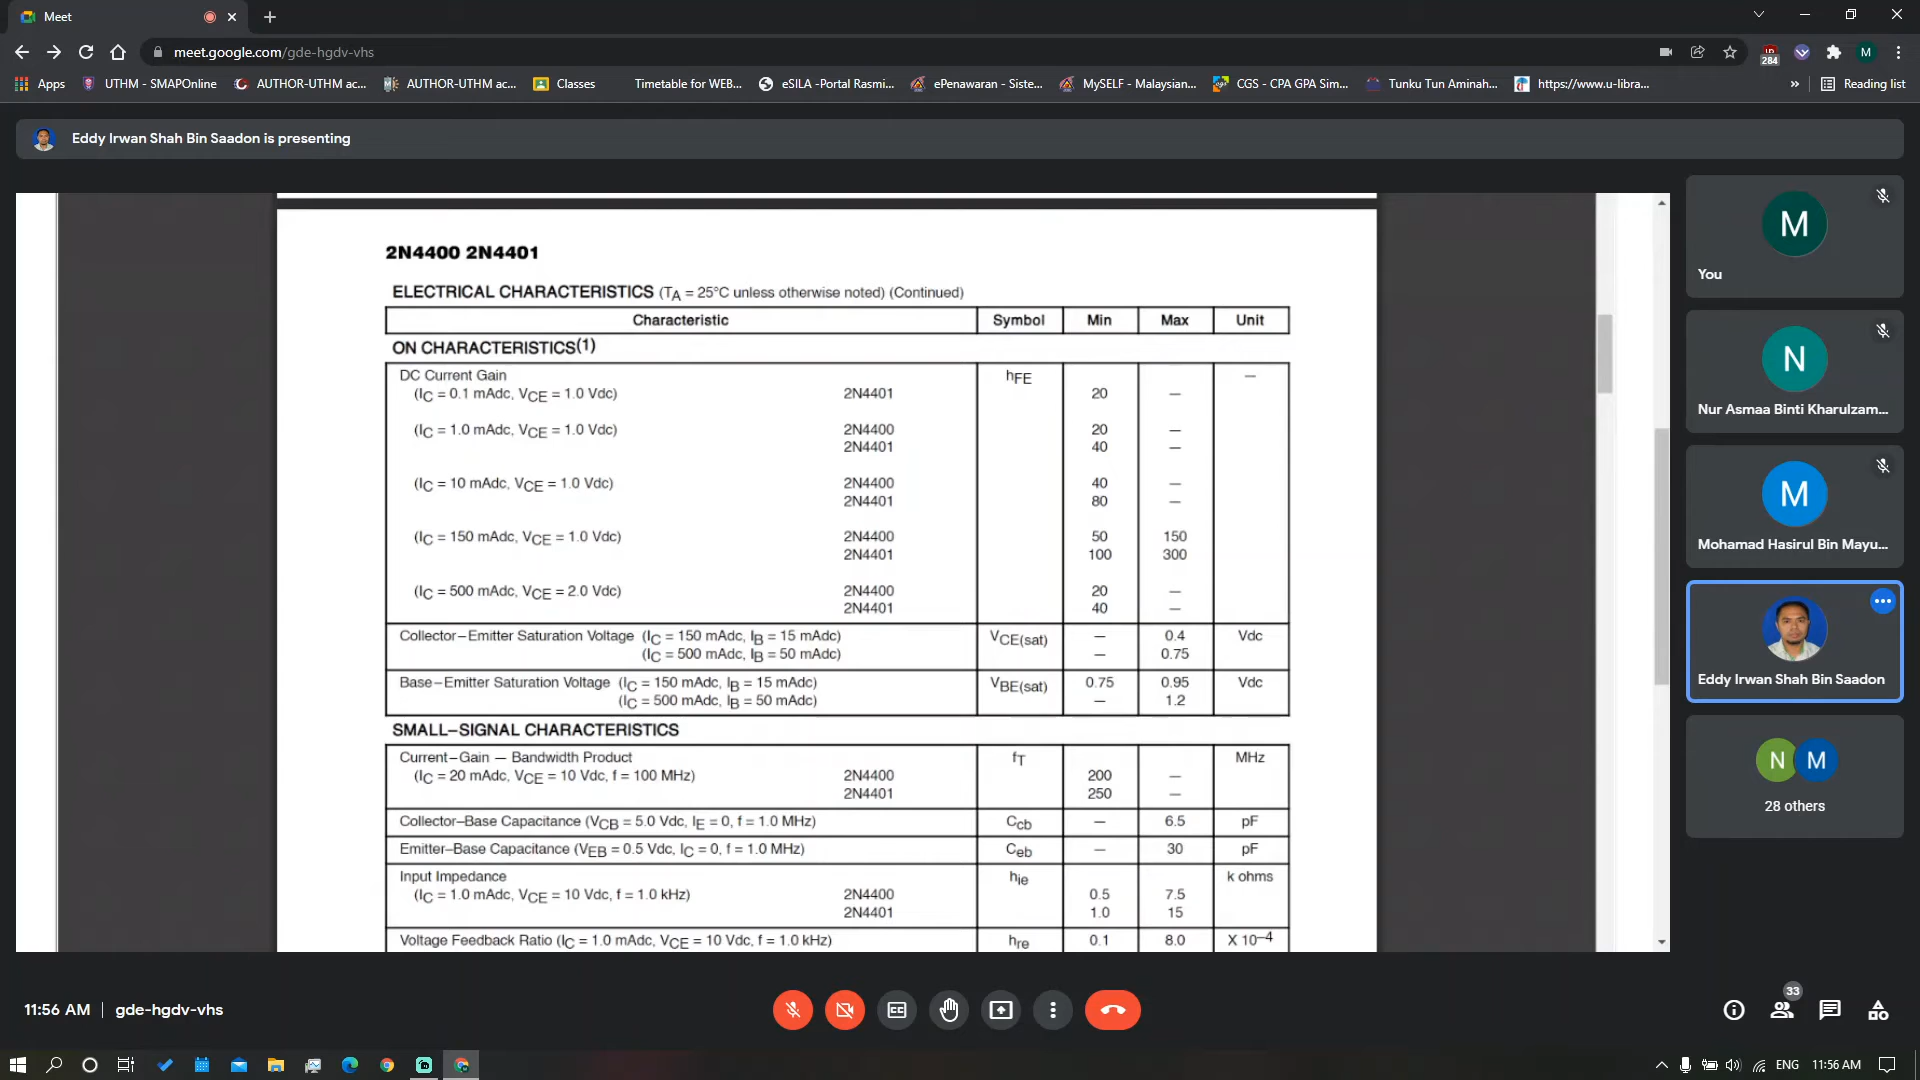 Meet
meet.google.com/gde-hgdv-vhs
284
M
Apps
UTHM - SMAPOnline
AUTHOR-UTHM ac...
AUTHOR-UTHM ac...
Classes
Timetable for WEB...
eSILA -Portal Rasmi...
ePenawaran - Siste...
MySELF - Malaysian...
CGS - CPA GPA Sim...
Tunku Tun Aminah...
https://www.u-libra...
»
Reading list
Eddy Irwan Shah Bin Saadon is presenting
2N4400 2N4401
ELECTRICAL CHARACTERISTICS (TA = 25°C unless otherwise noted) (Continued)
Characteristic Symbol Min Max Unit
ON CHARACTERISTICS(1)
DC Current Gain hFE —
(IC = 0.1 mAdc, VCE = 1.0 Vdc) 2N4401 20 —
(IC = 1.0 mAdc, VCE = 1.0 Vdc) 2N4400 20 —
2N4401 40 —
(IC = 10 mAdc, VCE = 1.0 Vdc) 2N4400 40 —
2N4401 80 —
(IC = 150 mAdc, VCE = 1.0 Vdc) 2N4400 50 150
2N4401 100 300
(IC = 500 mAdc, VCE = 2.0 Vdc) 2N4400 20 —
2N4401 40 —
Collector–Emitter Saturation Voltage (IC = 150 mAdc, IB = 15 mAdc) VCE(sat) — 0.4 Vdc
(IC = 500 mAdc, IB = 50 mAdc) — 0.75
Base–Emitter Saturation Voltage (IC = 150 mAdc, IB = 15 mAdc) VBE(sat) 0.75 0.95 Vdc
(IC = 500 mAdc, IB = 50 mAdc) — 1.2
SMALL–SIGNAL CHARACTERISTICS
Current–Gain — Bandwidth Product fT MHz
(IC = 20 mAdc, VCE = 10 Vdc, f = 100 MHz) 2N4400 200 —
2N4401 250 —
Collector–Base Capacitance (VCB = 5.0 Vdc, IE = 0, f = 1.0 MHz) Ccb — 6.5 pF
Emitter–Base Capacitance (VEB = 0.5 Vdc, IC = 0, f = 1.0 MHz) Ceb — 30 pF
Input Impedance hie k ohms
(IC = 1.0 mAdc, VCE = 10 Vdc, f = 1.0 kHz) 2N4400 0.5 7.5
2N4401 1.0 15
Voltage Feedback Ratio (IC = 1.0 mAdc, VCE = 10 Vdc, f = 1.0 kHz) hre 0.1 8.0 X 10–4
M
You
N
Nur Asmaa Binti Kharulzam...
M
Mohamad Hasirul Bin Mayu...
Eddy Irwan Shah Bin Saadon
N M
28 others
11:56 AM | gde-hgdv-vhs
33
ENG 11:56 AM